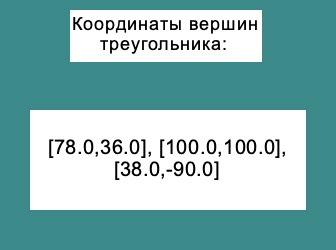 Координаты вершин
треугольника:
[78.0,36.0], [100.0,100.0],
[38.0,-90.0]